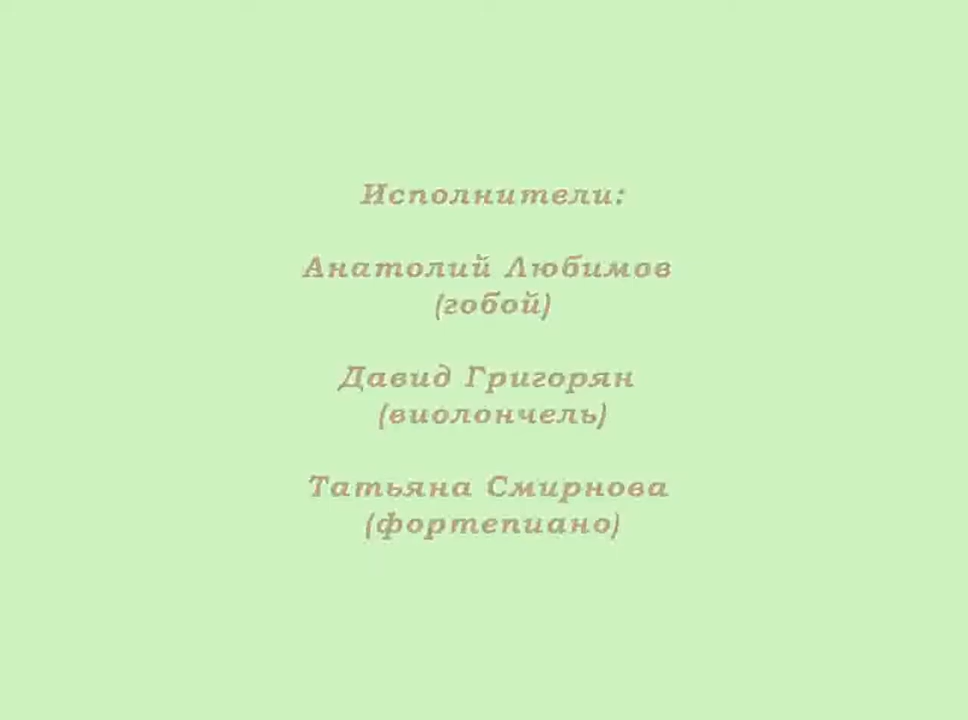 Исполнители:
Анатолий Любимов
(гобой)
Давид Григорян
(виолончель)
Татьяна Смирнова
(фортепиано)